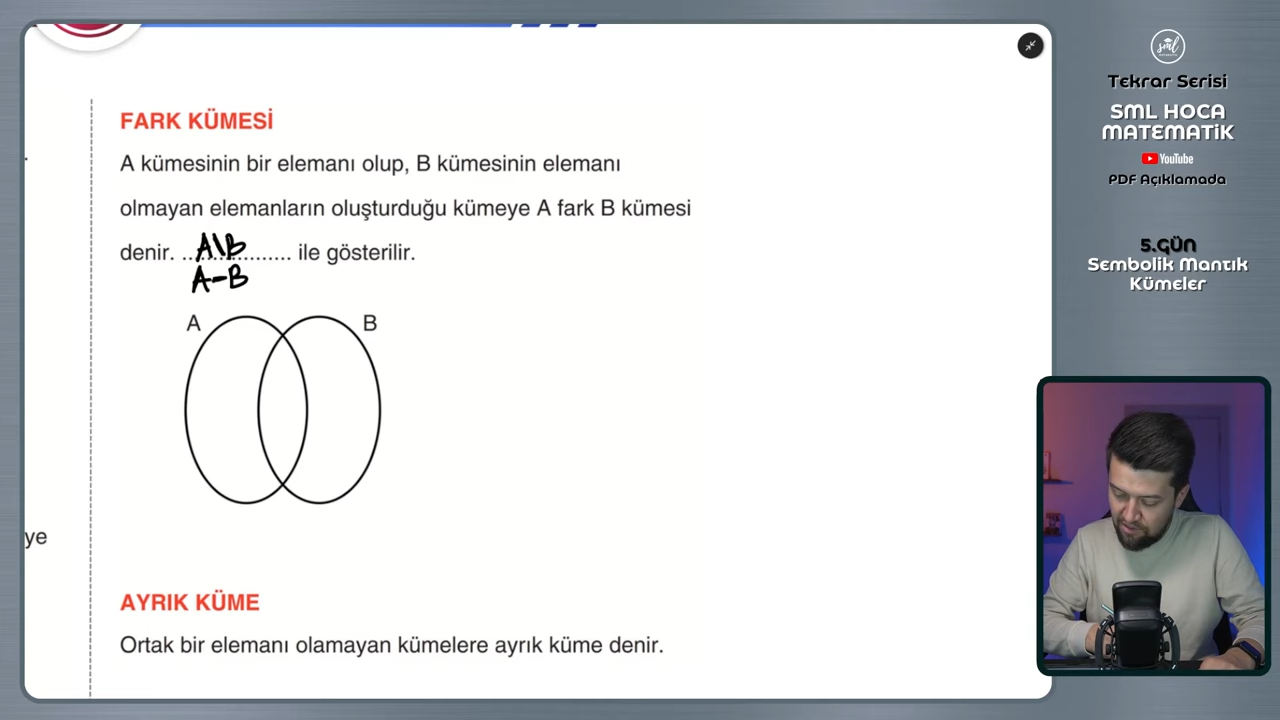 FARK KÜMESİ
A kümesinin bir elemanı olup, B kümesinin elemanı
olmayan elemanların oluşturduğu kümeye A fark B kümesi
denir. ..A\B........ ile gösterilir.
A-B
A
B
ye
AYRIK KÜME
Ortak bir elemanı olamayan kümelere ayrık küme denir.
sml
Tekrar Serisi
SML HOCA
MATEMATİK
YouTube
PDF Açıklamada
5.GÜN
Sembolik Mantık
Kümeler